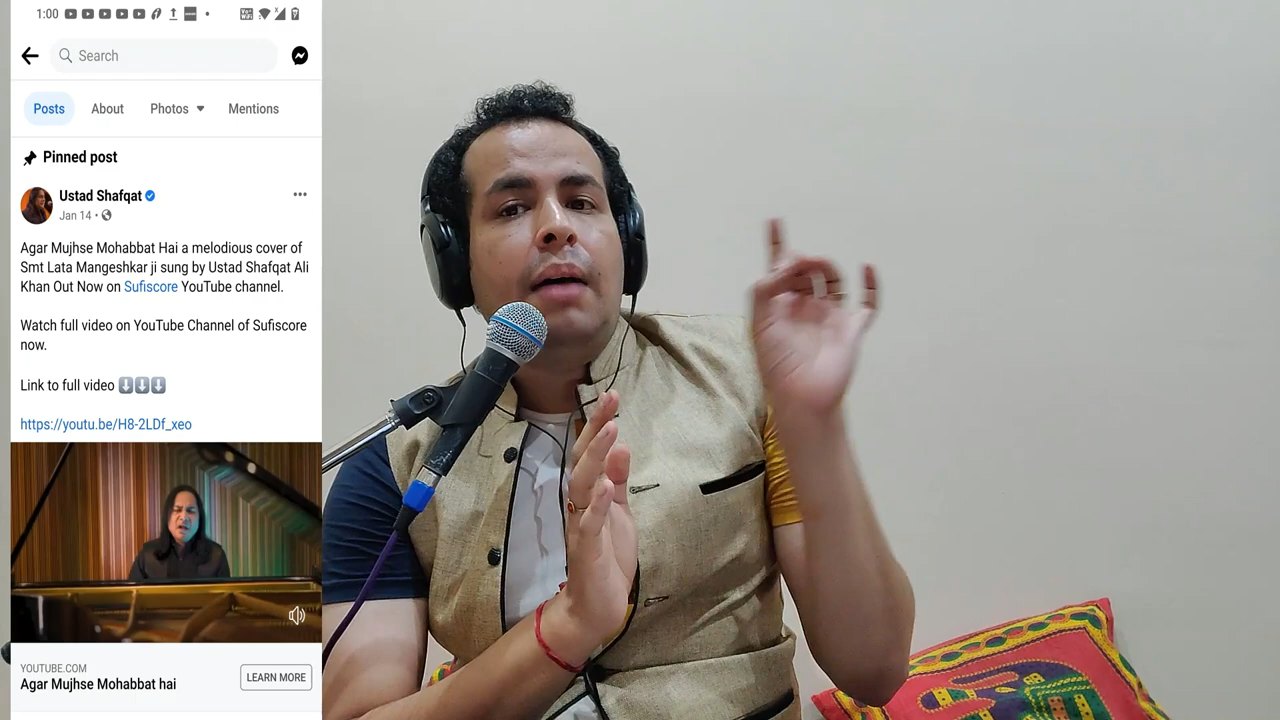 1:00
Search
Posts About Photos Mentions
Pinned post
Ustad Shafqat
Jan 14 •
Agar Mujhse Mohabbat Hai a melodious cover of
Smt Lata Mangeshkar ji sung by Ustad Shafqat Ali
Khan Out Now on Sufiscore YouTube channel.
Watch full video on YouTube Channel of Sufiscore
now.
Link to full video ⬇️⬇️⬇️
https://youtu.be/H8-2LDf_xeo
YOUTUBE.COM
Agar Mujhse Mohabbat hai
LEARN MORE